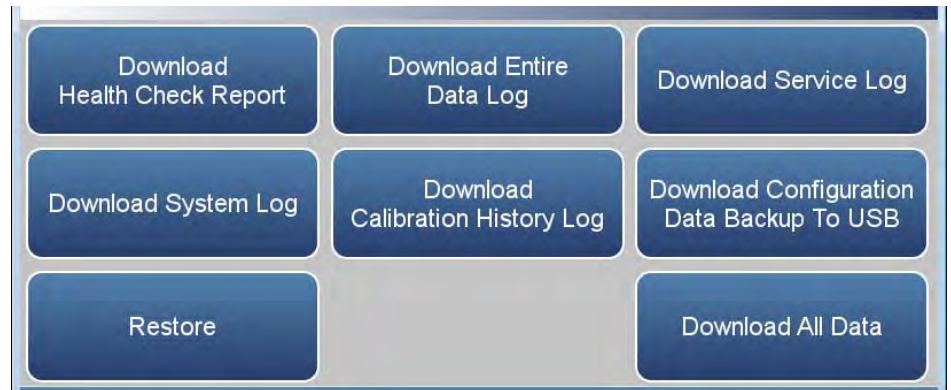 Download
Health Check Report
Download Entire
Data Log
Download Service Log
Download System Log
Download
Calibration History Log
Download Configuration
Data Backup To USB
Restore
Download All Data